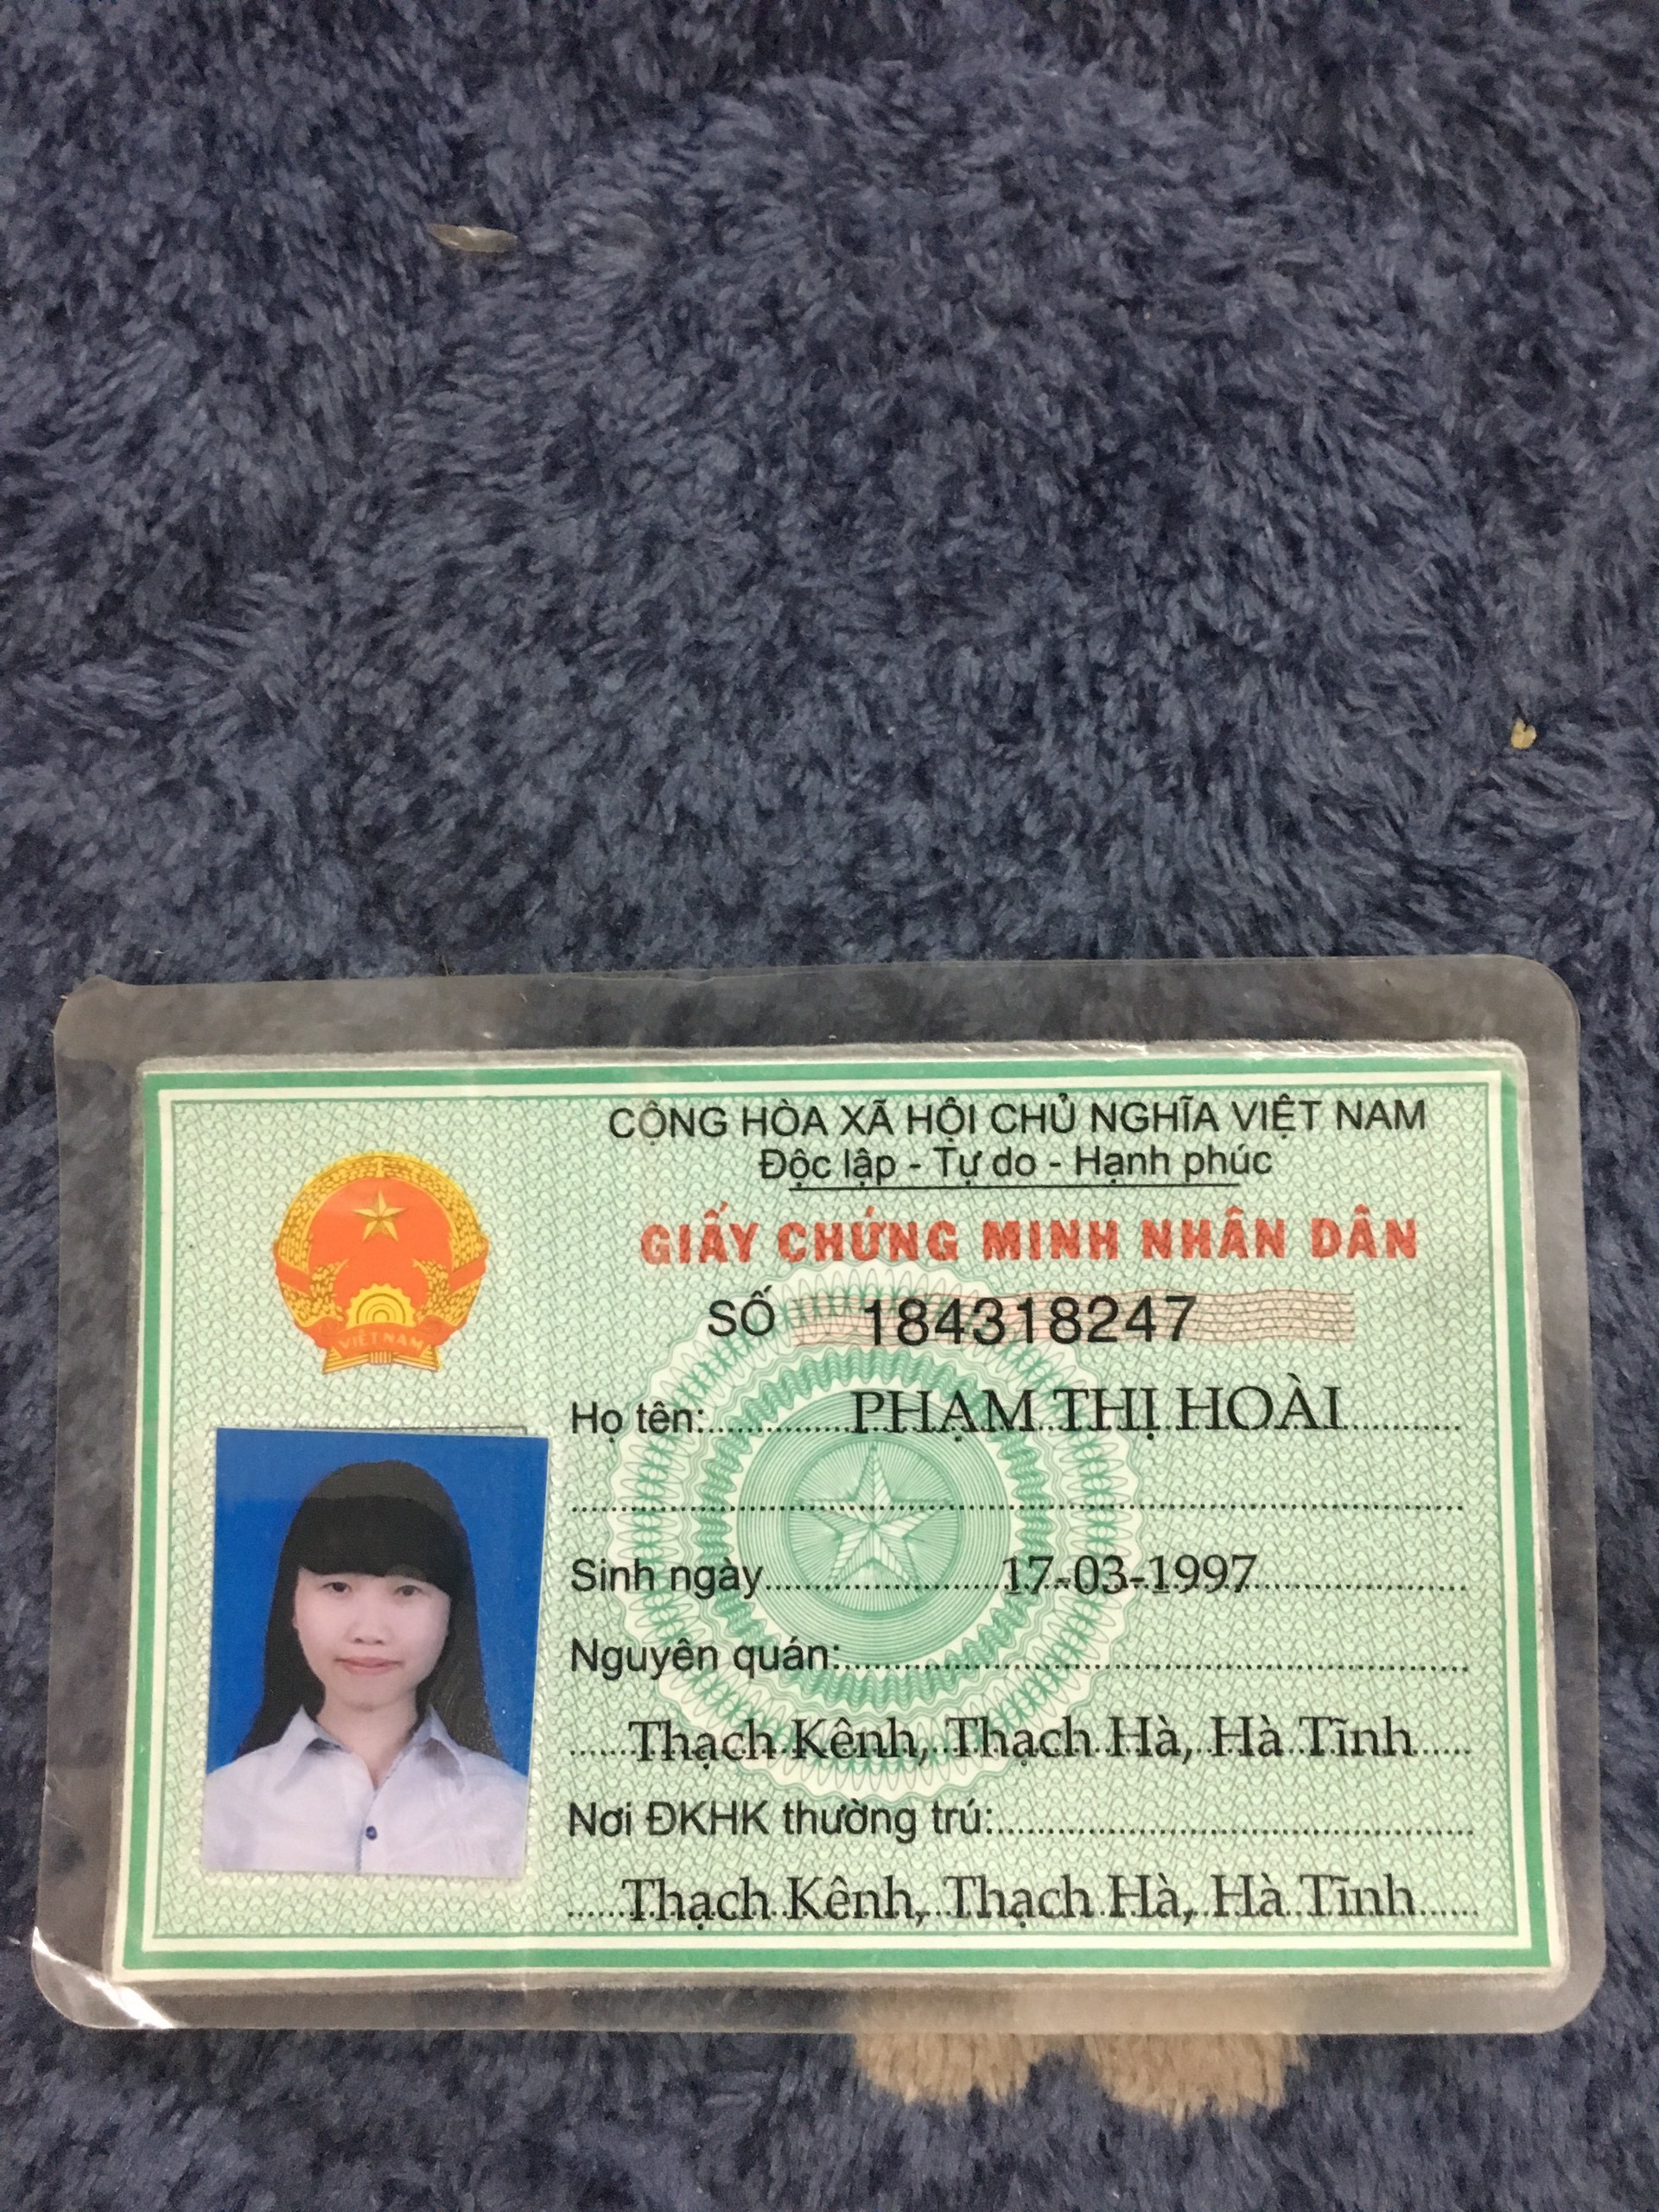 CỘNG HÒA XÃ HỘI CHỦ NGHĨA VIỆT NAM
Độc lập - Tự do - Hạnh phúc
GIẤY CHỨNG MINH NHÂN DÂN
SỐ 184318247
Họ tên: PHẠM THỊ HOÀI
Sinh ngày 17-03-1997
Nguyên quán:
Thạch Kênh, Thạch Hà, Hà Tĩnh
Nơi ĐKHK thường trú:
Thạch Kênh, Thạch Hà, Hà Tĩnh
VIỆT NAM